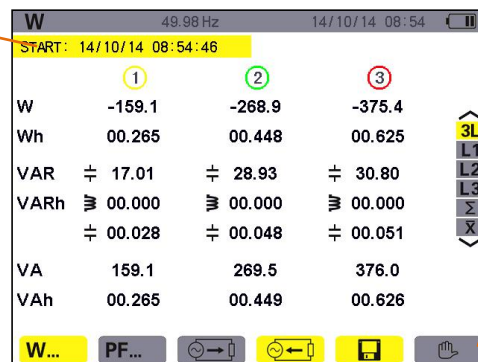 W 49.98 Hz 14/10/14 08:54
START: 14/10/14 08:54:46
1 2 3
W -159.1 -268.9 -375.4
Wh 00.265 00.448 00.625
VAR 17.01 28.93 30.80
VARh 00.000 00.000 00.000
00.028 00.048 00.051
VA 159.1 269.5 376.0
VAh 00.265 00.449 00.626
3L
L1
L2
L3
Σ
x̄
W... PF...